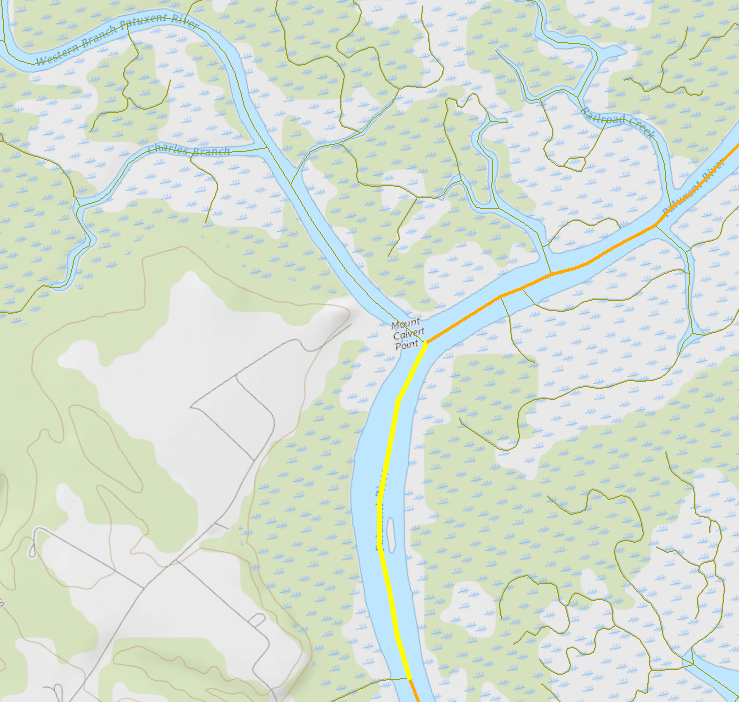 Western Branch Patuxent River
Railroad Creek
Charles Branch
Patuxent River
Mount
Calvert
Point